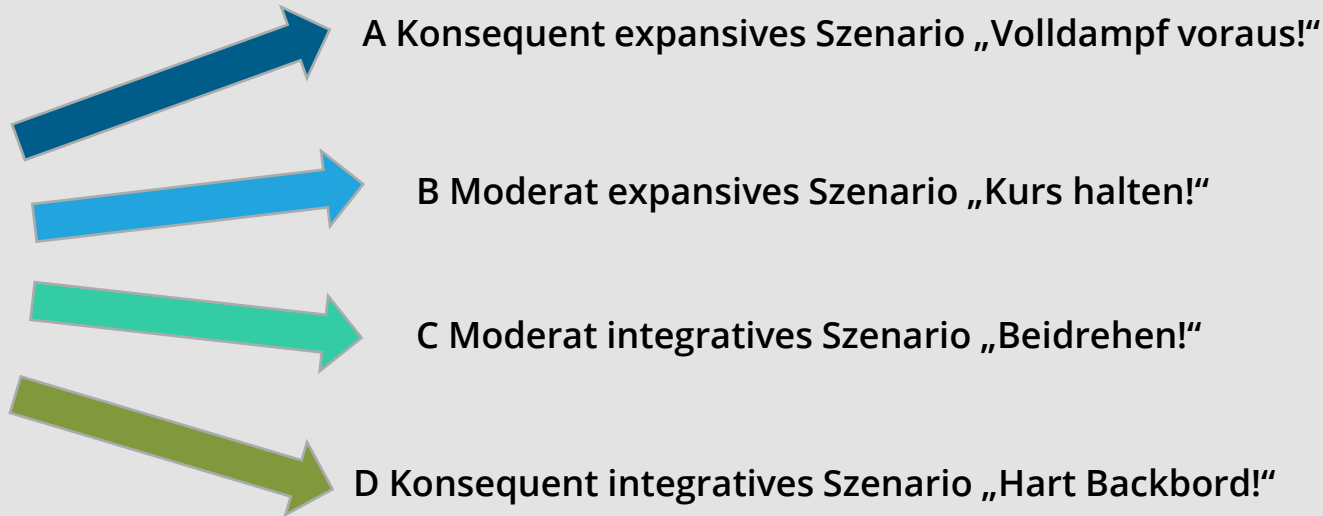 A Konsequent expansives Szenario „Volldampf voraus!“
B Moderat expansives Szenario „Kurs halten!“
C Moderat integratives Szenario „Beidrehen!“
D Konsequent integratives Szenario „Hart Backbord!“